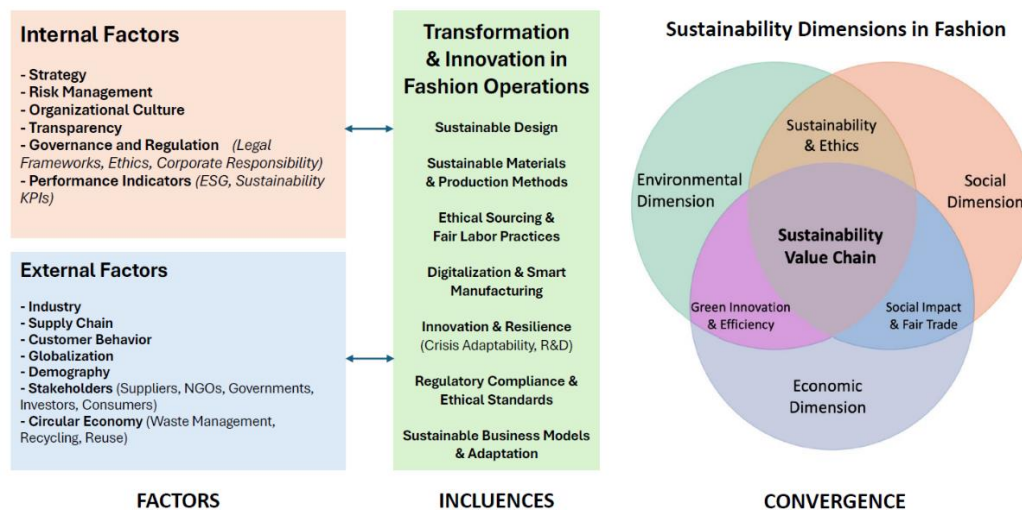 Internal Factors
- Strategy
- Risk Management
- Organizational Culture
- Transparency
- Governance and Regulation (Legal
Frameworks, Ethics, Corporate Responsibility)
- Performance Indicators (ESG, Sustainability
KPIs)
External Factors
- Industry
- Supply Chain
- Customer Behavior
- Globalization
- Demography
- Stakeholders (Suppliers, NGOs, Governments,
Investors, Consumers)
- Circular Economy (Waste Management,
Recycling, Reuse)
FACTORS
Transformation
& Innovation in
Fashion Operations
Sustainable Design
Sustainable Materials
& Production Methods
Ethical Sourcing &
Fair Labor Practices
Digitalization & Smart
Manufacturing
Innovation & Resilience
(Crisis Adaptability, R&D)
Regulatory Compliance &
Ethical Standards
Sustainable Business Models
& Adaptation
INCLUENCES
Sustainability Dimensions in Fashion
Sustainability
& Ethics
Environmental
Dimension
Social
Dimension
Sustainability
Value Chain
Green Innovation
& Efficiency
Social Impact
& Fair Trade
Economic
Dimension
CONVERGENCE